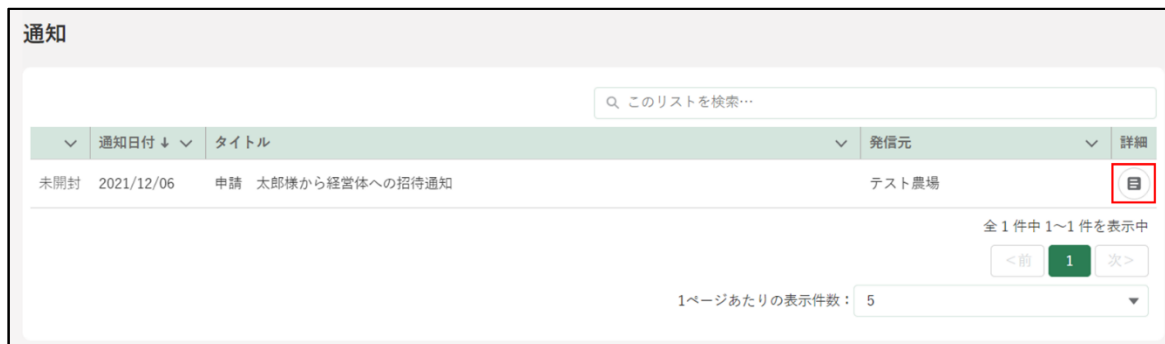 通知
このリストを検索…
通知日付↓ タイトル 発信元 詳細
未開封 2021/12/06 申請　太郎様から経営体への招待通知 テスト農場
全 1 件中 1～1 件を表示中
<前 1 次>
1ページあたりの表示件数： 5